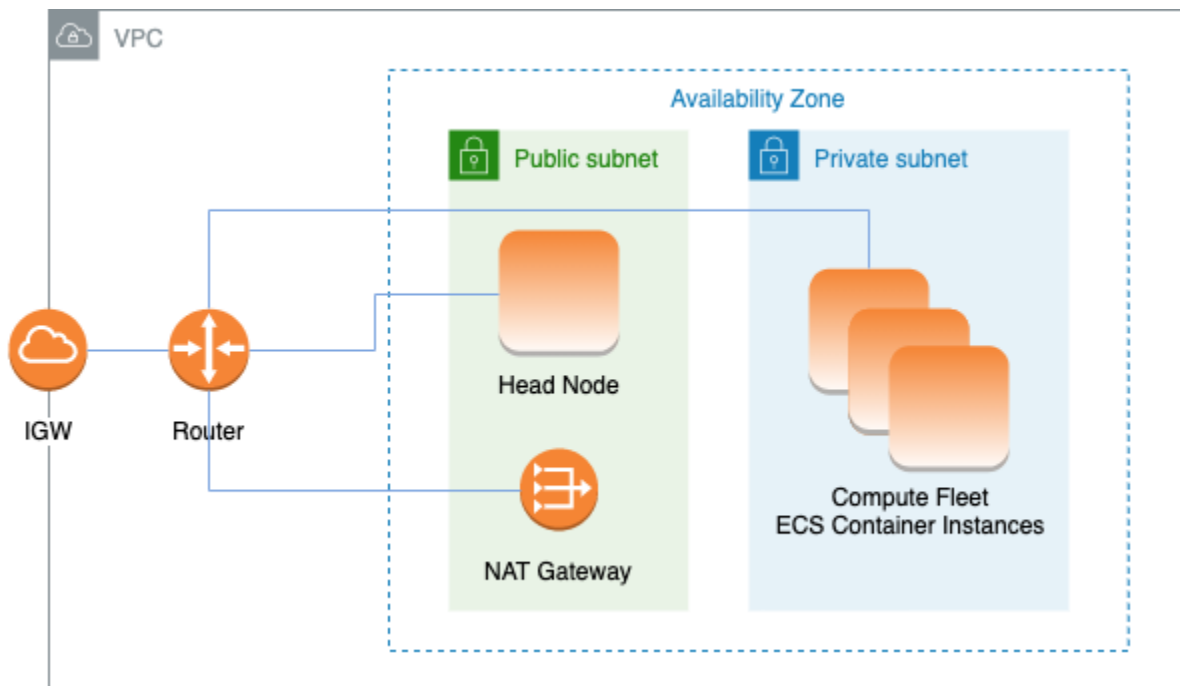 VPC
Availability Zone
Public subnet
Private subnet
Head Node
IGW
Router
Compute Fleet
ECS Container Instances
NAT Gateway